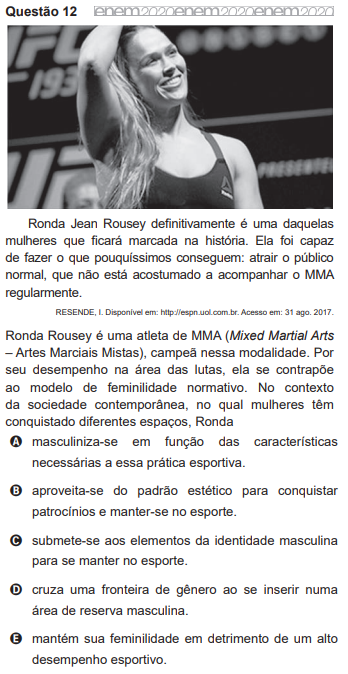 Questão 12
enem2020enem2020enem2020
UFC
193
UFC
PRESENTED
Ronda Jean Rousey definitivamente é uma daquelas
mulheres que ficará marcada na história. Ela foi capaz
de fazer o que pouquíssimos conseguem: atrair o público
normal, que não está acostumado a acompanhar o MMA
regularmente.
RESENDE, I. Disponível em: http://espn.uol.com.br. Acesso em: 31 ago. 2017.
Ronda Rousey é uma atleta de MMA (Mixed Martial Arts
– Artes Marciais Mistas), campeã nessa modalidade. Por
seu desempenho na área das lutas, ela se contrapõe
ao modelo de feminilidade normativo. No contexto
da sociedade contemporânea, no qual mulheres têm
conquistado diferentes espaços, Ronda
A masculiniza-se em função das características
necessárias a essa prática esportiva.
B aproveita-se do padrão estético para conquistar
patrocínios e manter-se no esporte.
C submete-se aos elementos da identidade masculina
para se manter no esporte.
D cruza uma fronteira de gênero ao se inserir numa
área de reserva masculina.
E mantém sua feminilidade em detrimento de um alto
desempenho esportivo.